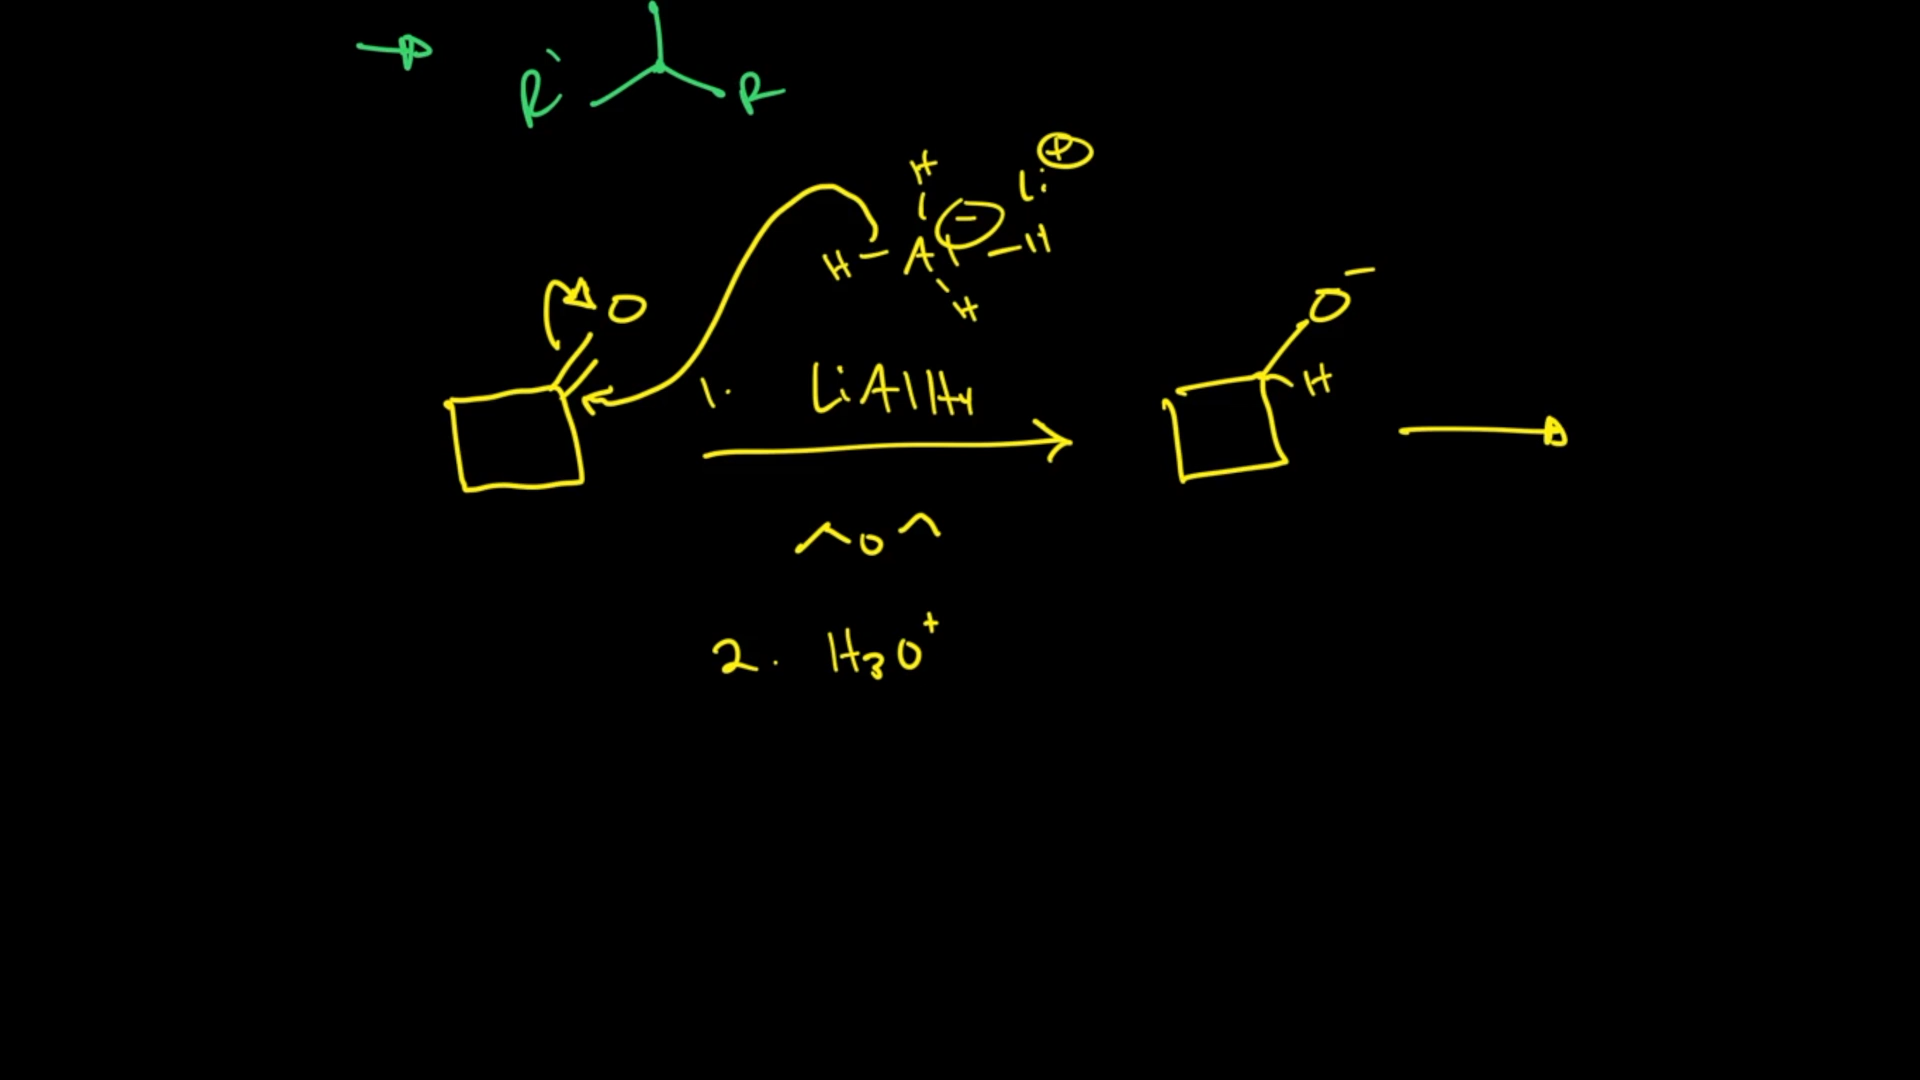 R' R
H
Li +
H - Al - H
-
H
O
O-
1. LiAlH4
H
O
2. H3O+